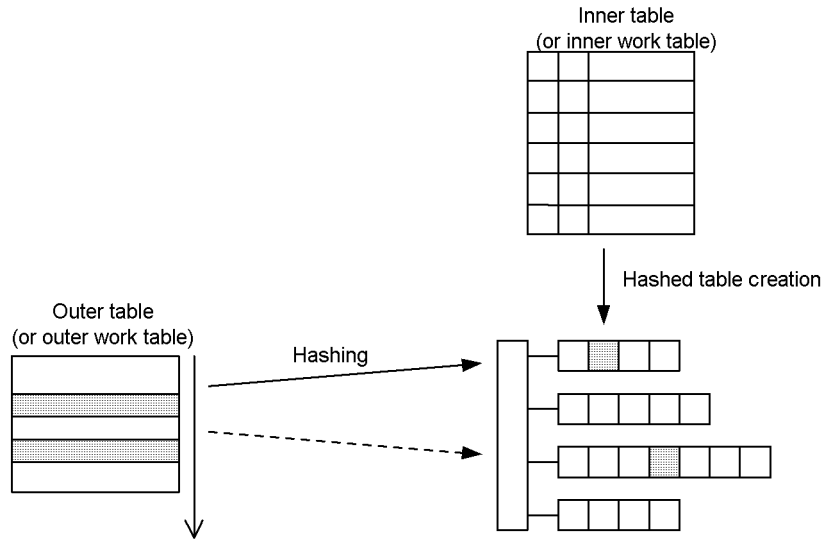 Inner table
(or inner work table)
Hashed table creation
Outer table
(or outer work table)
Hashing